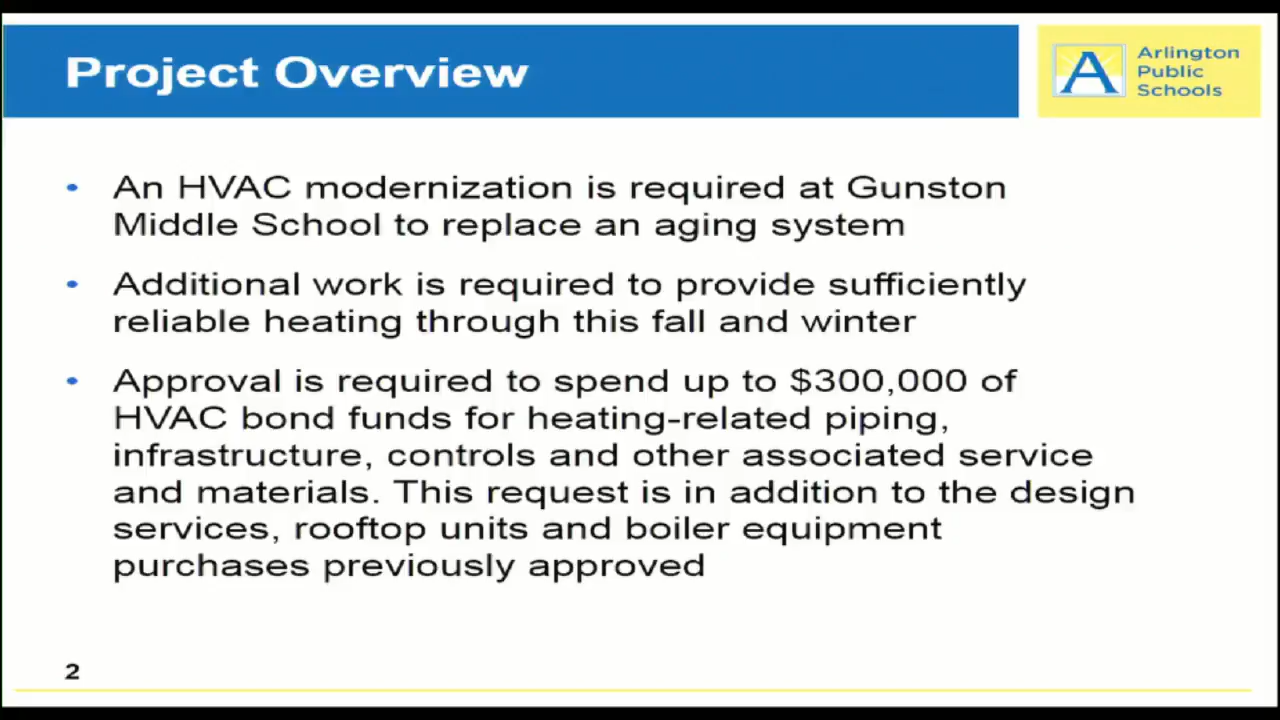 Project Overview
A
Arlington
Public
Schools
• An HVAC modernization is required at Gunston
Middle School to replace an aging system
• Additional work is required to provide sufficiently
reliable heating through this fall and winter
• Approval is required to spend up to $300,000 of
HVAC bond funds for heating-related piping,
infrastructure, controls and other associated service
and materials. This request is in addition to the design
services, rooftop units and boiler equipment
purchases previously approved
2